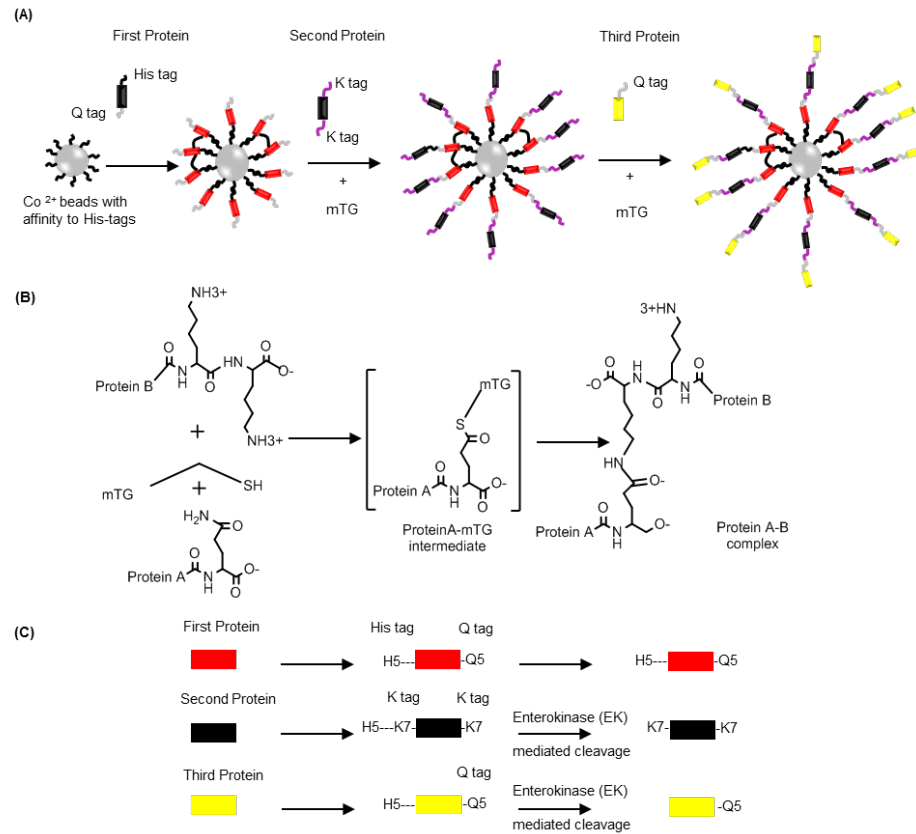 (A)
First Protein
Second Protein
Third Protein
His tag
Q tag
K tag
K tag
Q tag
+
mTG
+
mTG
Co 2+ beads with
affinity to His-tags
(B)
NH3+
O
N
H
HN
O
O
O-
Protein B
NH3+
+
mTG
SH
+
H2N
O
Protein A
O
N
H
O-
O
mTG
S
O
Protein A
O
N
H
O-
O
ProteinA-mTG
intermediate
3+HN
O
-O
H
N
O
N
H
O
Protein B
HN
O-
Protein A
O
N
H
O-
Protein A-B
complex
(C)
First Protein
His tag
Q tag
H5---
-Q5
H5---
-Q5
Second Protein
K tag
K tag
H5---K7-
-K7
Enterokinase (EK)
mediated cleavage
K7-
-K7
Third Protein
Q tag
H5---
-Q5
Enterokinase (EK)
mediated cleavage
-Q5